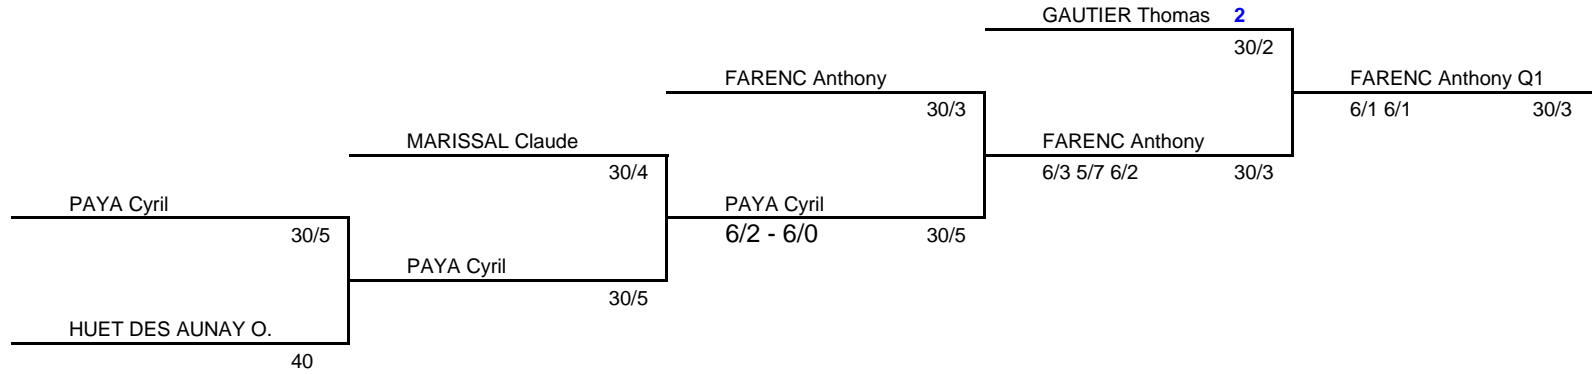 GAUTIER Thomas 2
30/2
FARENC Anthony
FARENC Anthony Q1
30/3
6/1 6/1 30/3
MARISSAL Claude
FARENC Anthony
30/4
6/3 5/7 6/2 30/3
PAYA Cyril
PAYA Cyril
30/5
6/2 - 6/0 30/5
PAYA Cyril
30/5
HUET DES AUNAY O.
40